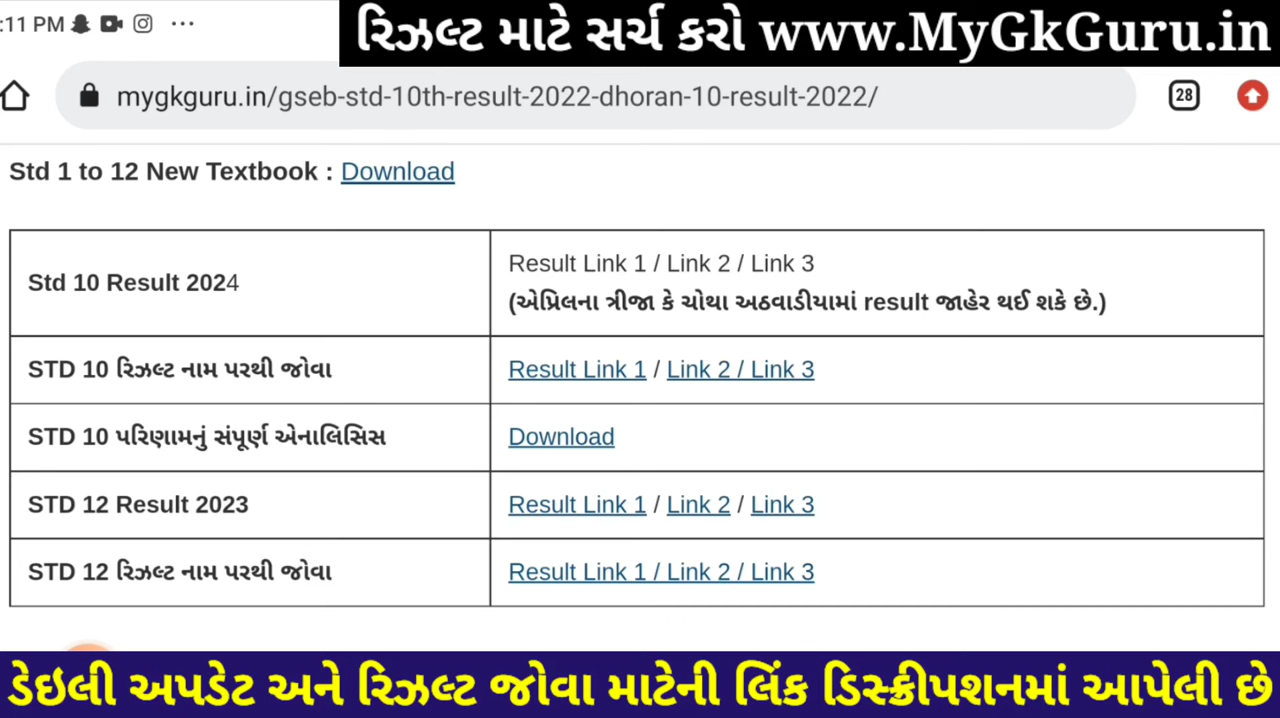 :11 PM ...
રિઝલ્ટ માટે સર્ચ કરો www.MyGkGuru.in
mygkguru.in/gseb-std-10th-result-2022-dhoran-10-result-2022/
28
Std 1 to 12 New Textbook : Download
Std 10 Result 2024
Result Link 1 / Link 2 / Link 3
(એપ્રિલના ત્રીજા કે ચોથા અઠવાડીયામાં result જાહેર થઈ શકે છે.)
STD 10 રિઝલ્ટ નામ પરથી જોવા
Result Link 1 / Link 2 / Link 3
STD 10 પરિણામનું સંપૂર્ણ એનાલિસિસ
Download
STD 12 Result 2023
Result Link 1 / Link 2 / Link 3
STD 12 રિઝલ્ટ નામ પરથી જોવા
Result Link 1 / Link 2 / Link 3
ડેઇલી અપડેટ અને રિઝલ્ટ જોવા માટેની લિંક ડિસ્ક્રીપશનમાં આપેલી છે